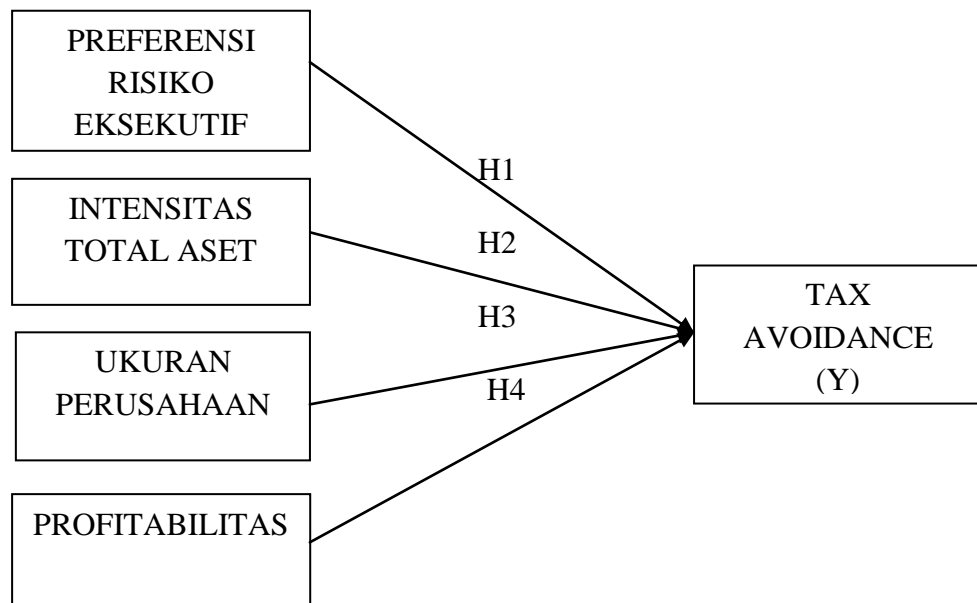 PREFERENSI
RISIKO
EKSEKUTIF
H1
INTENSITAS
TOTAL ASET
H2
TAX
AVOIDANCE
(Y)
H3
UKURAN
PERUSAHAAN
H4
PROFITABILITAS